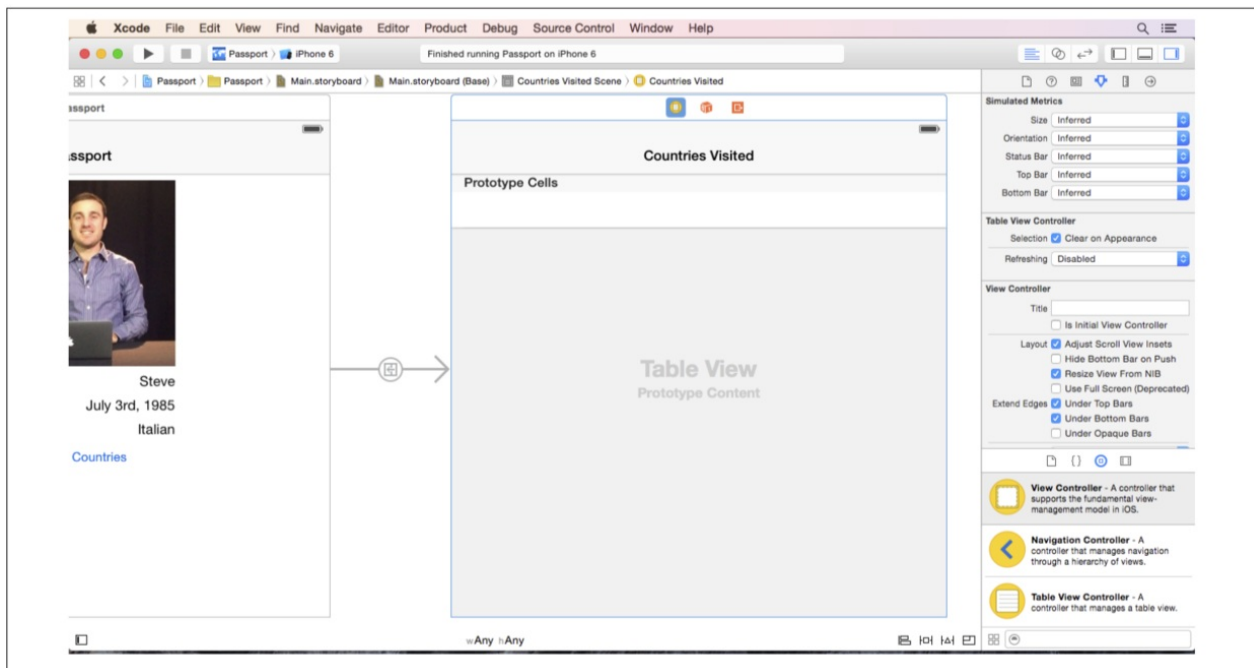 Xcode File Edit View Find Navigate Editor Product Debug Source Control Window Help
Passport iPhone 6 Finished running Passport on iPhone 6
Passport Passport Main.storyboard Main.storyboard (Base) Countries Visited Scene Countries Visited
assport
assport
Steve
July 3rd, 1985
Italian
Countries
Countries Visited
Prototype Cells
Table View
Prototype Content
wAny hAny
Simulated Metrics
Size Inferred
Orientation Inferred
Status Bar Inferred
Top Bar Inferred
Bottom Bar Inferred
Table View Controller
Selection Clear on Appearance
Refreshing Disabled
View Controller
Title
Is Initial View Controller
Layout Adjust Scroll View Insets
Hide Bottom Bar on Push
Resize View From NIB
Use Full Screen (Deprecated)
Extend Edges Under Top Bars
Under Bottom Bars
Under Opaque Bars
{}
View Controller - A controller that
supports the fundamental view-
management model in iOS.
Navigation Controller - A
controller that manages navigation
through a hierarchy of views.
Table View Controller - A
controller that manages a table view.